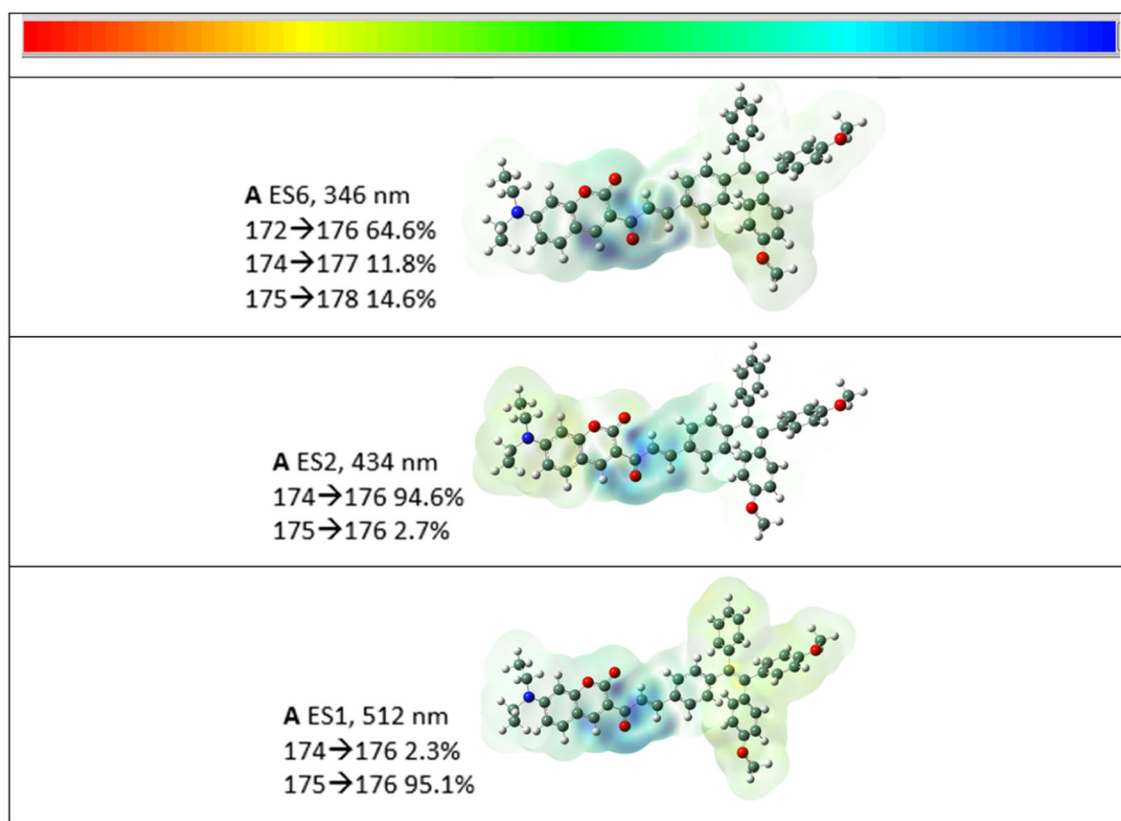 A ES6, 346 nm
172→176 64.6%
174→177 11.8%
175→178 14.6%
A ES2, 434 nm
174→176 94.6%
175→176 2.7%
A ES1, 512 nm
174→176 2.3%
175→176 95.1%